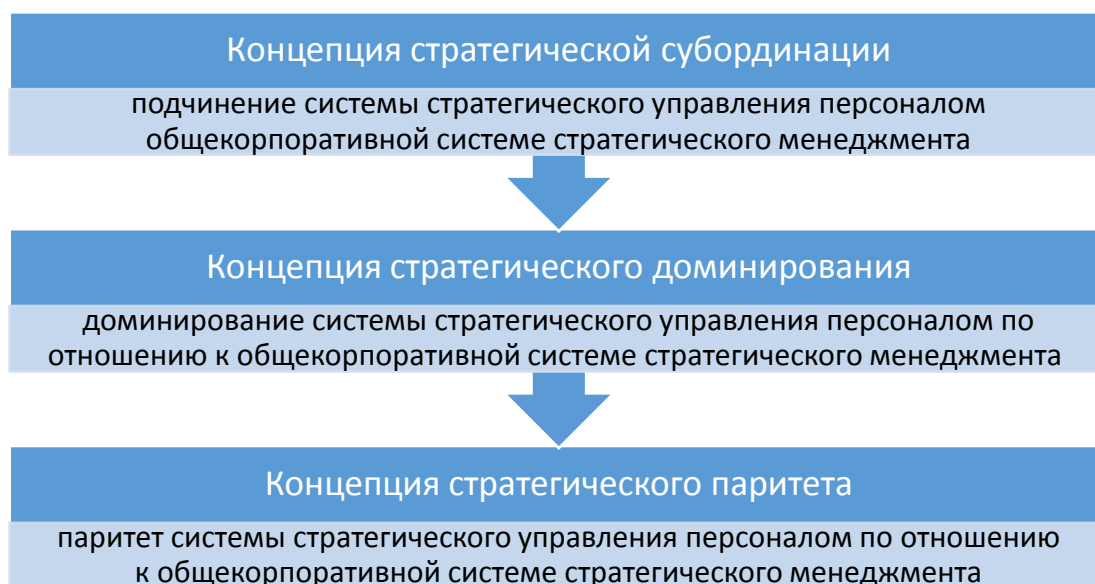 Концепция стратегической субординации
подчинение системы стратегического управления персоналом
общекорпоративной системе стратегического менеджмента
Концепция стратегического доминирования
доминирование системы стратегического управления персоналом по
отношению к общекорпоративной системе стратегического менеджмента
Концепция стратегического паритета
паритет системы стратегического управления персоналом по отношению
к общекорпоративной системе стратегического менеджмента